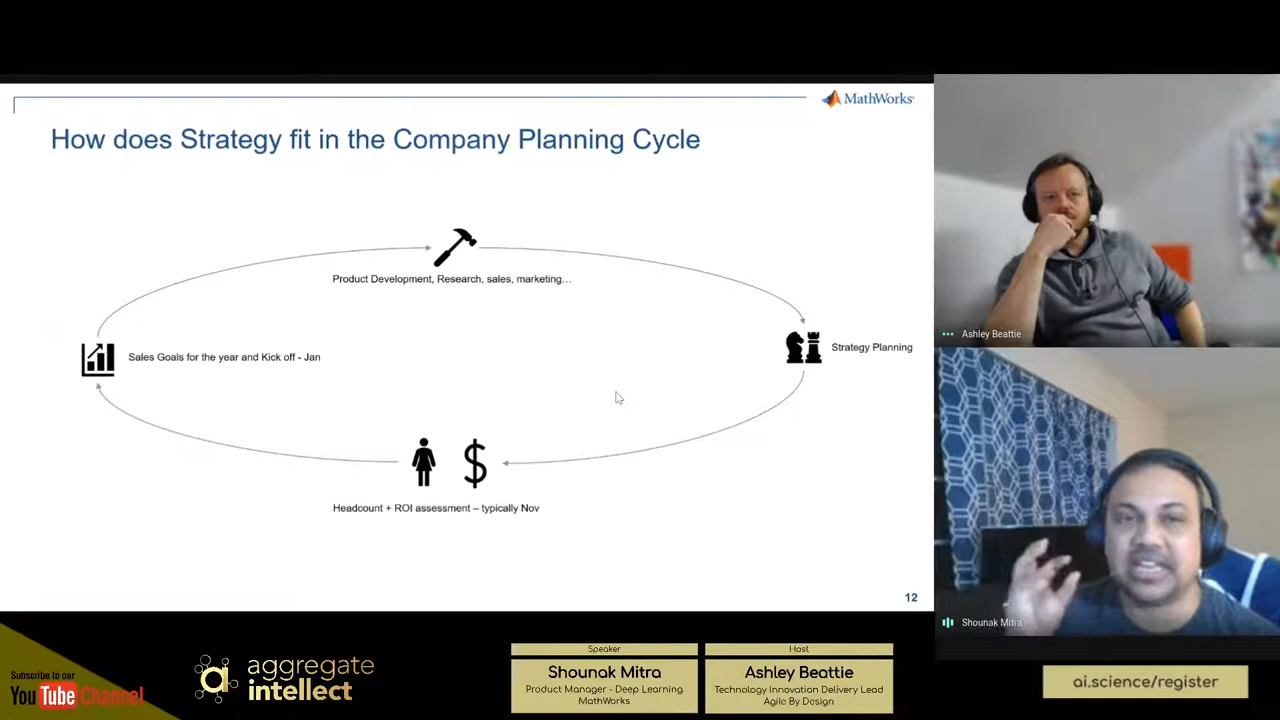 MathWorks
How does Strategy fit in the Company Planning Cycle
Product Development, Research, sales, marketing…
Sales Goals for the year and Kick off - Jan
Strategy Planning
Headcount + ROI assessment – typically Nov
12
Ashley Beattie
Shounak Mitra
Subscribe to our
YouTube Channel
a
aggregate
intellect
Speaker
Shounak Mitra
Product Manager - Deep Learning
MathWorks
Host
Ashley Beattie
Technology Innovation Delivery Lead
Agile By Design
ai.science/register